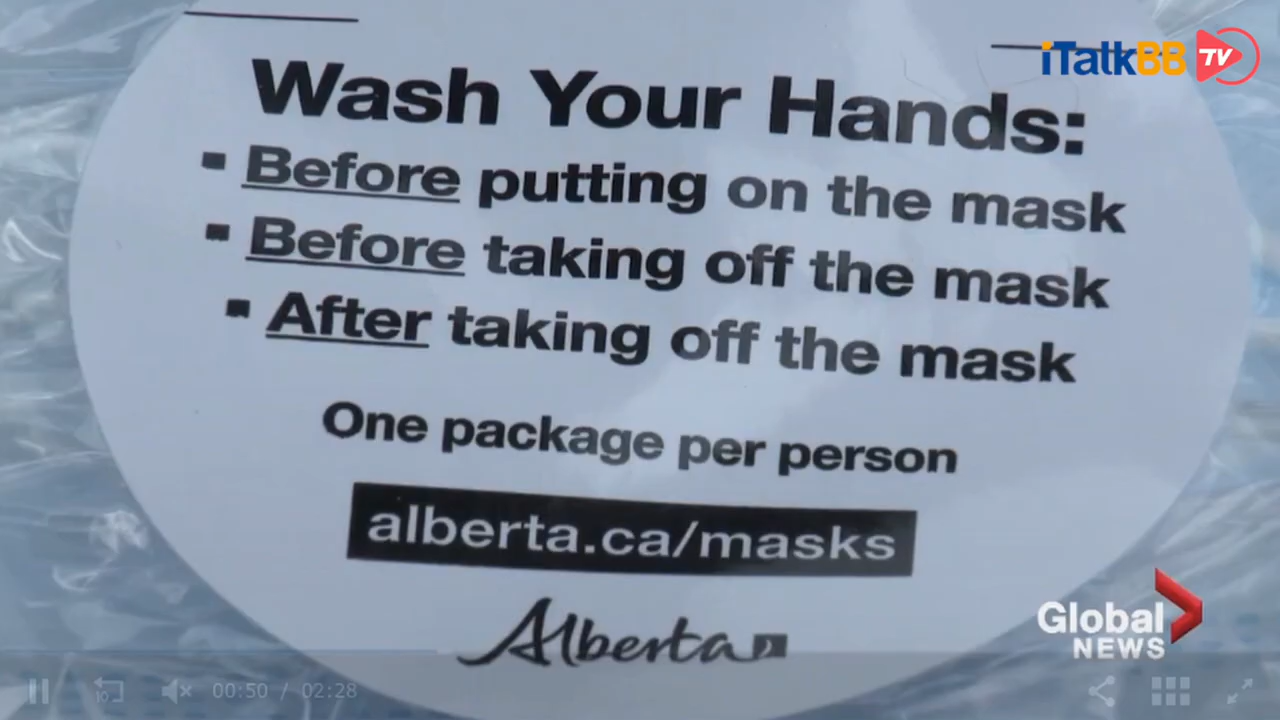 iTalkBB TV
Wash Your Hands:
▪ Before putting on the mask
▪ Before taking off the mask
▪ After taking off the mask
One package per person
alberta.ca/masks
Alberta
Global
NEWS
10
00:50 / 02:28